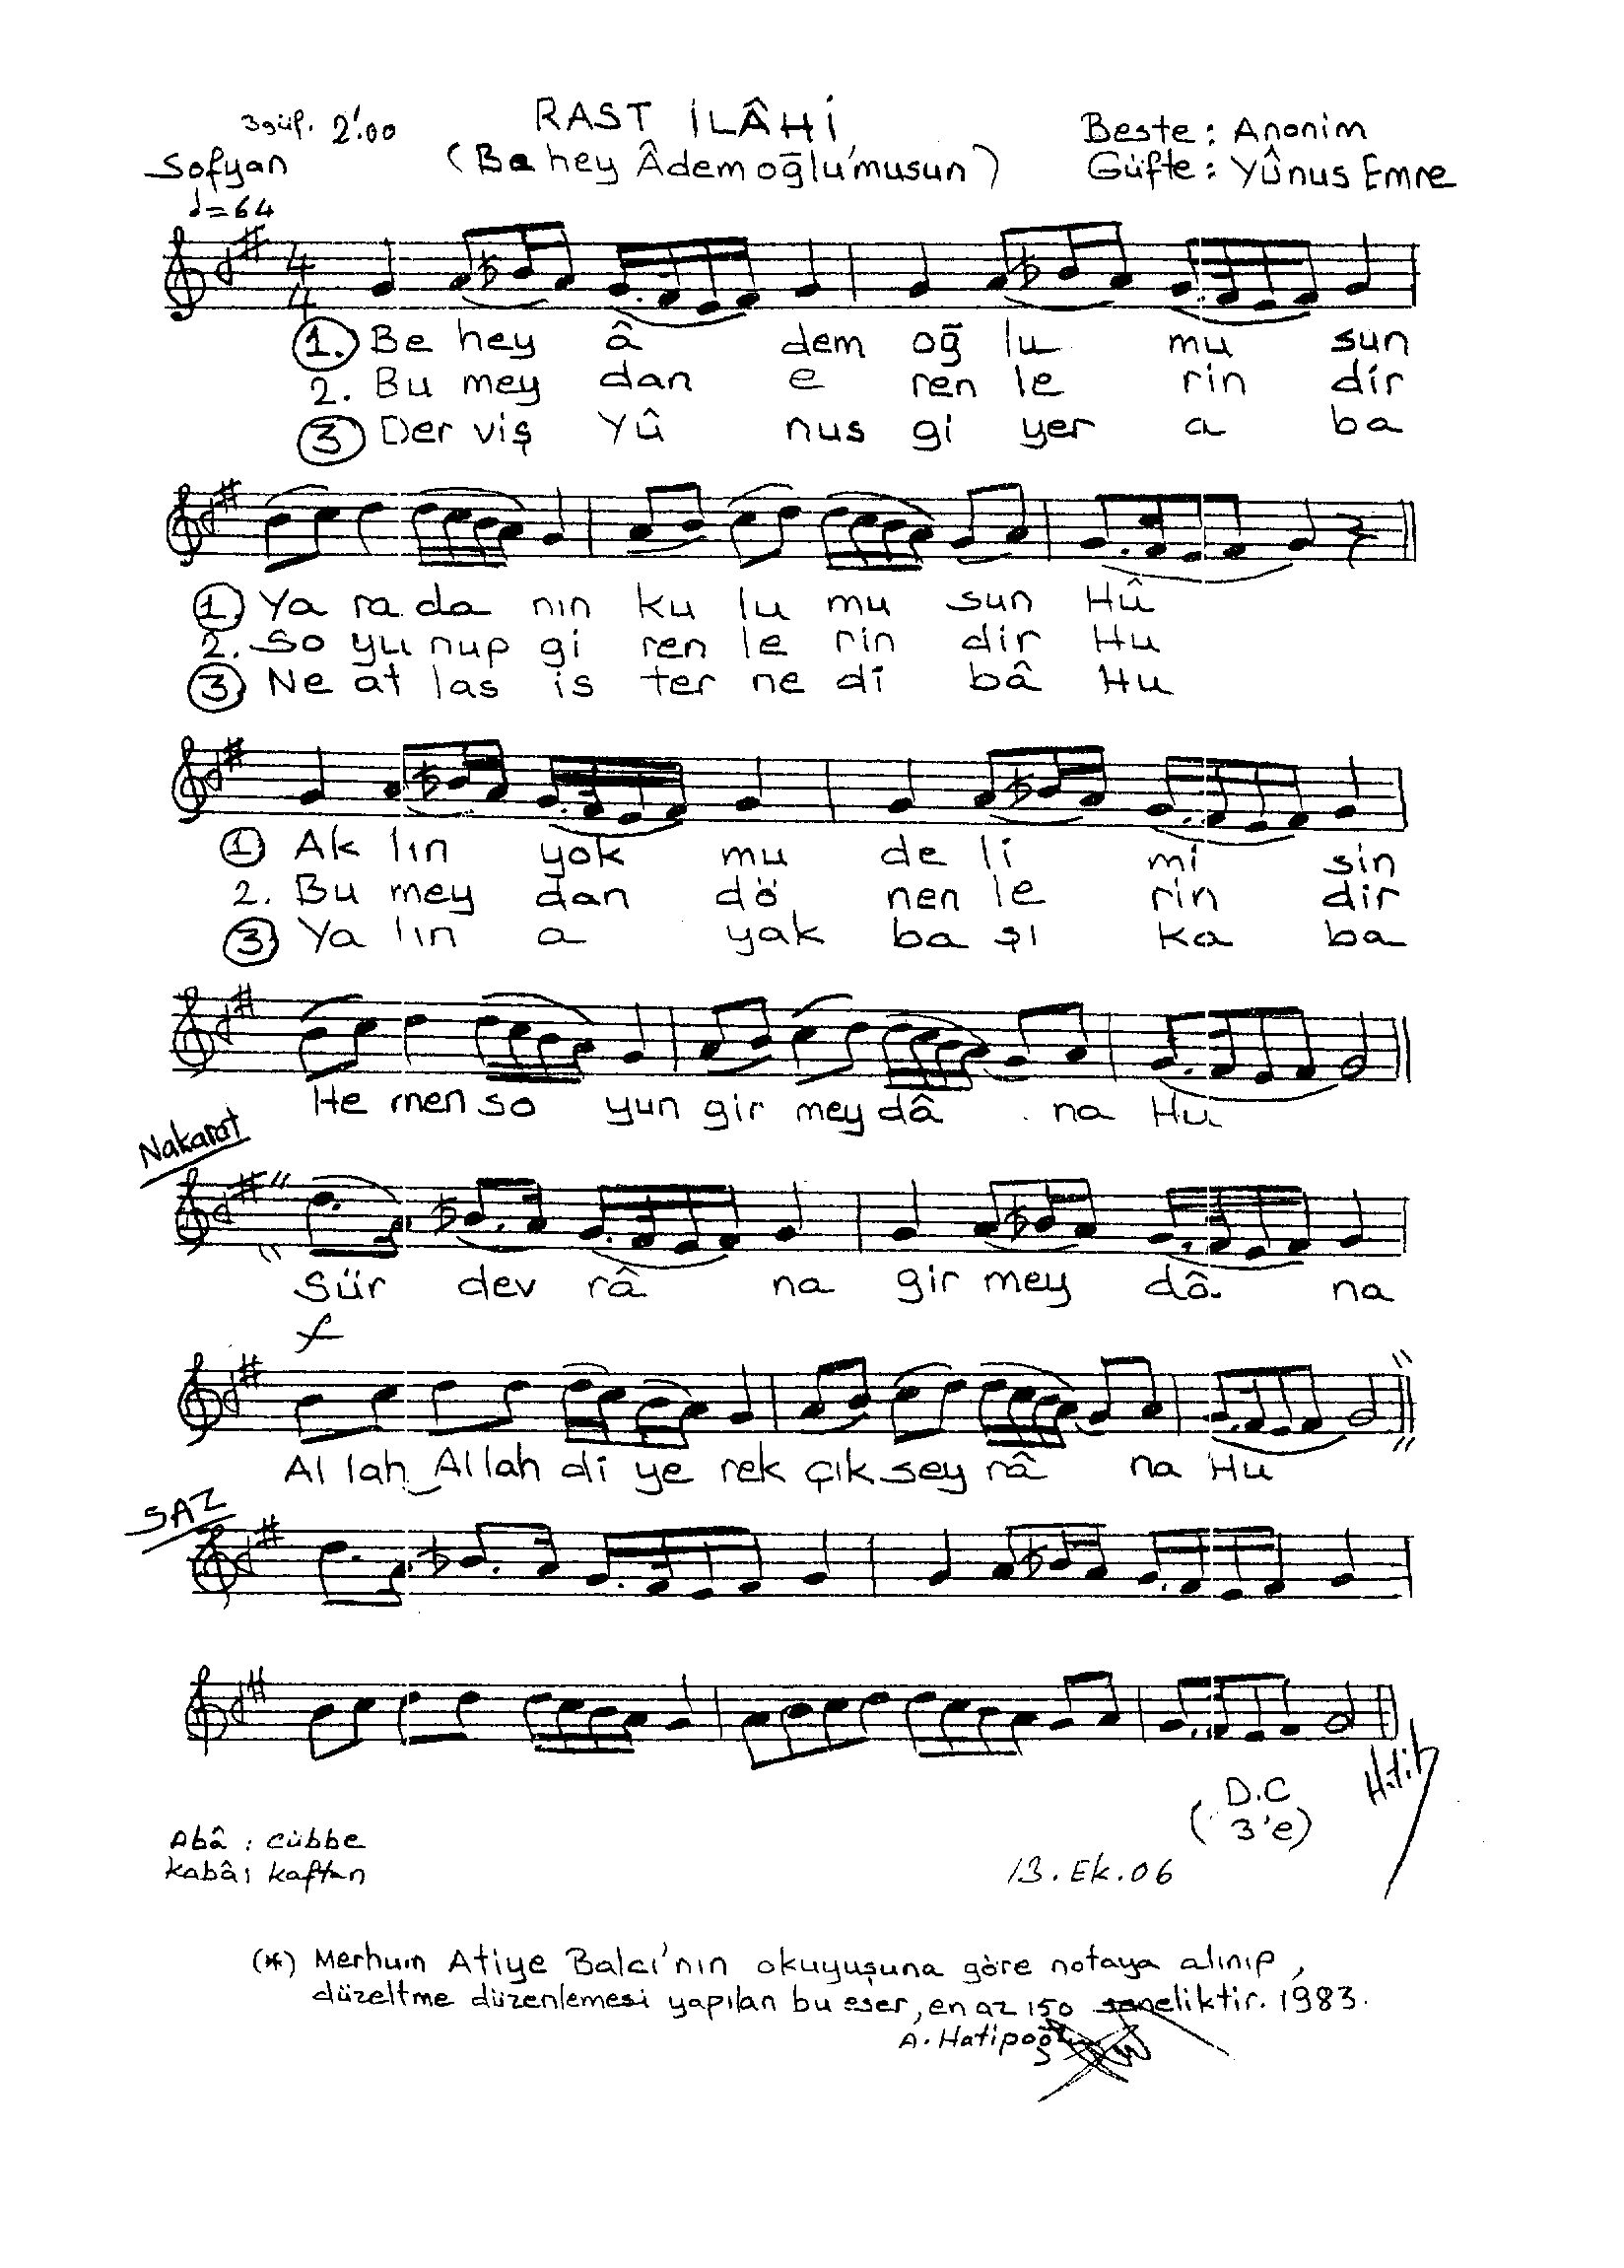 3 güf. 2'.00
RAST İLÂHİ
Beste: Anonim
Sofyan
(Be hey Âdem oğlu'musun)
Güfte: Yûnus Emre
♩=64
4
4
1. Be hey â dem oğ lu mu sun
2. Bu mey dan e ren le rin dir
3 Der viş Yû nus gi yer a ba
1. Ya ra da nın ku lu mu sun Hû
2. So yu nup gi ren le rin dir Hu
3 Ne at las is ter ne di bâ Hu
1 Ak lın yok mu de li mi sin
2. Bu mey dan dö nen le rin dir
3 Ya lın a yak ba şı ka ba
He men so yun gir mey dâ na Hu
Nakarat
Sür dev râ na gir mey dâ na
f
Al lah Al lah di ye rek çık sey râ na Hu
SAZ
D.C
(3'e)
Abâ : cübbe
Kabâ: kaftan
13. Ek. 06
(*) Merhum Atiye Balcı'nın okuyuşuna göre notaya alınıp,
düzeltme düzenlemesi yapılan bu eser, en az 150 seneliktir. 1983.
A. Hatipoğlu